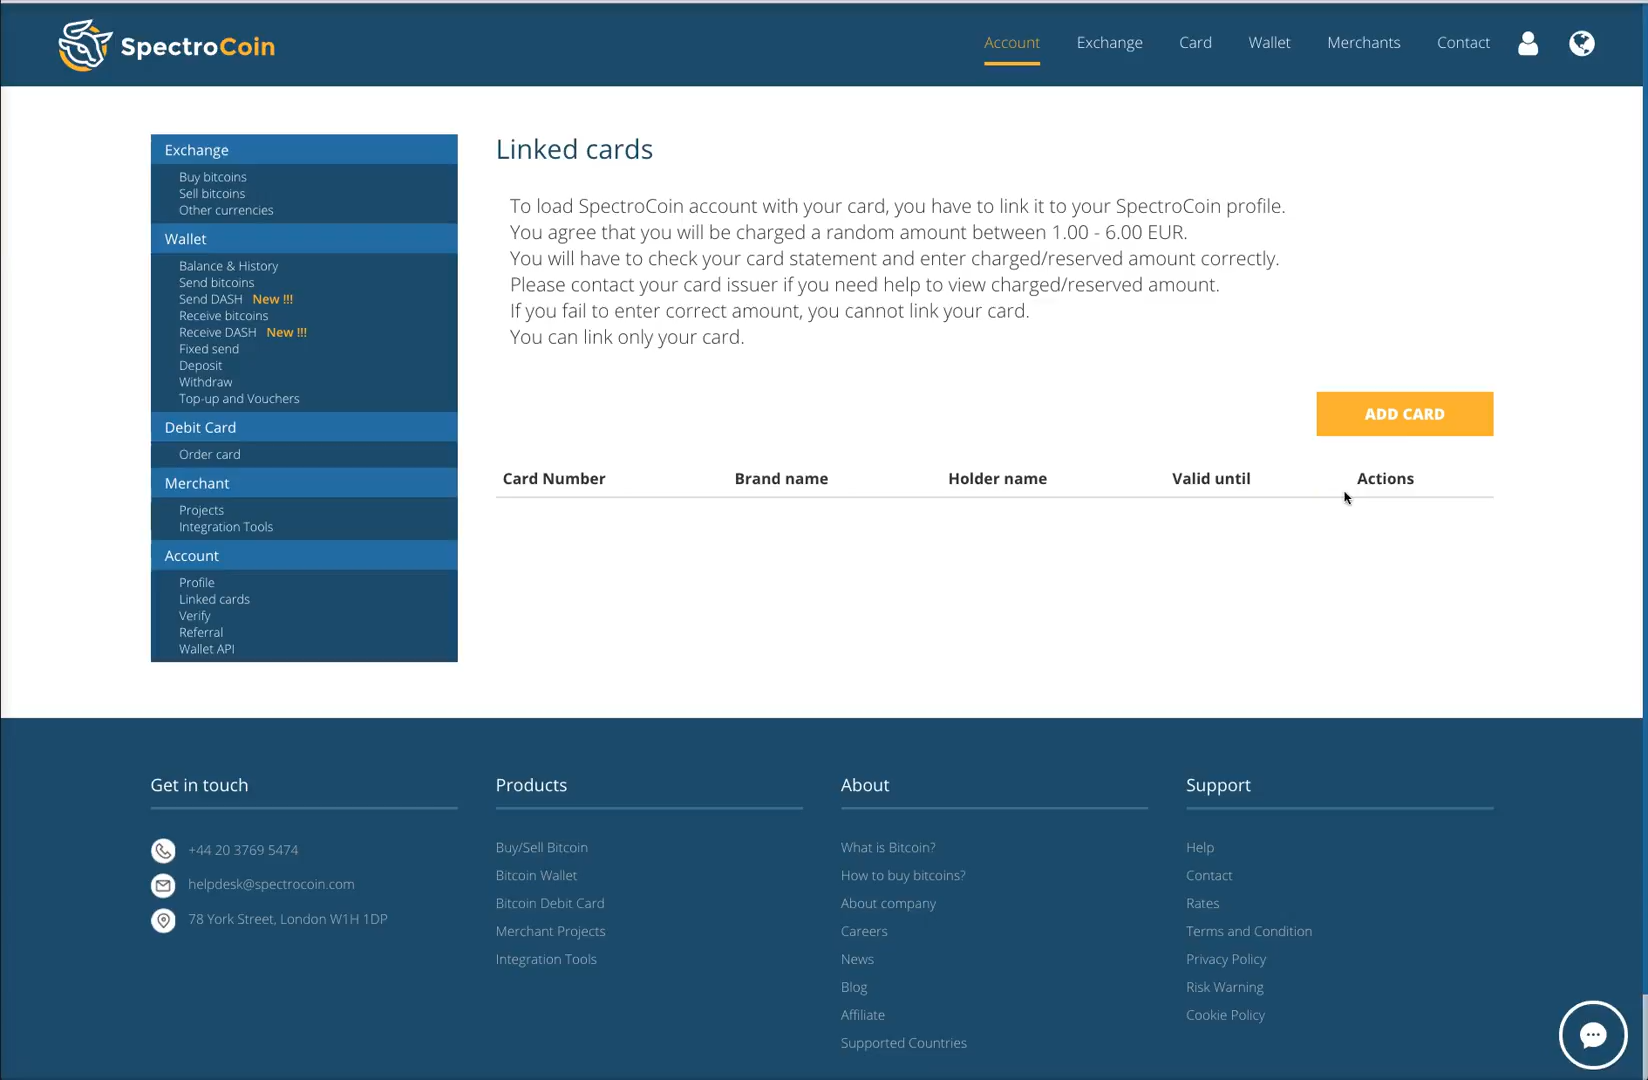 SpectroCoin
Account
Exchange
Card
Wallet
Merchants
Contact
Exchange
Buy bitcoins
Sell bitcoins
Other currencies
Wallet
Balance & History
Send bitcoins
Send DASH New !!!
Receive bitcoins
Receive DASH New !!!
Fixed send
Deposit
Withdraw
Top-up and Vouchers
Debit Card
Order card
Merchant
Projects
Integration Tools
Account
Profile
Linked cards
Verify
Referral
Wallet API
Linked cards
To load SpectroCoin account with your card, you have to link it to your SpectroCoin profile.
You agree that you will be charged a random amount between 1.00 - 6.00 EUR.
You will have to check your card statement and enter charged/reserved amount correctly.
Please contact your card issuer if you need help to view charged/reserved amount.
If you fail to enter correct amount, you cannot link your card.
You can link only your card.
ADD CARD
Card Number
Brand name
Holder name
Valid until
Actions
Get in touch
+44 20 3769 5474
helpdesk@spectrocoin.com
78 York Street, London W1H 1DP
Products
Buy/Sell Bitcoin
Bitcoin Wallet
Bitcoin Debit Card
Merchant Projects
Integration Tools
About
What is Bitcoin?
How to buy bitcoins?
About company
Careers
News
Blog
Affiliate
Supported Countries
Support
Help
Contact
Rates
Terms and Condition
Privacy Policy
Risk Warning
Cookie Policy